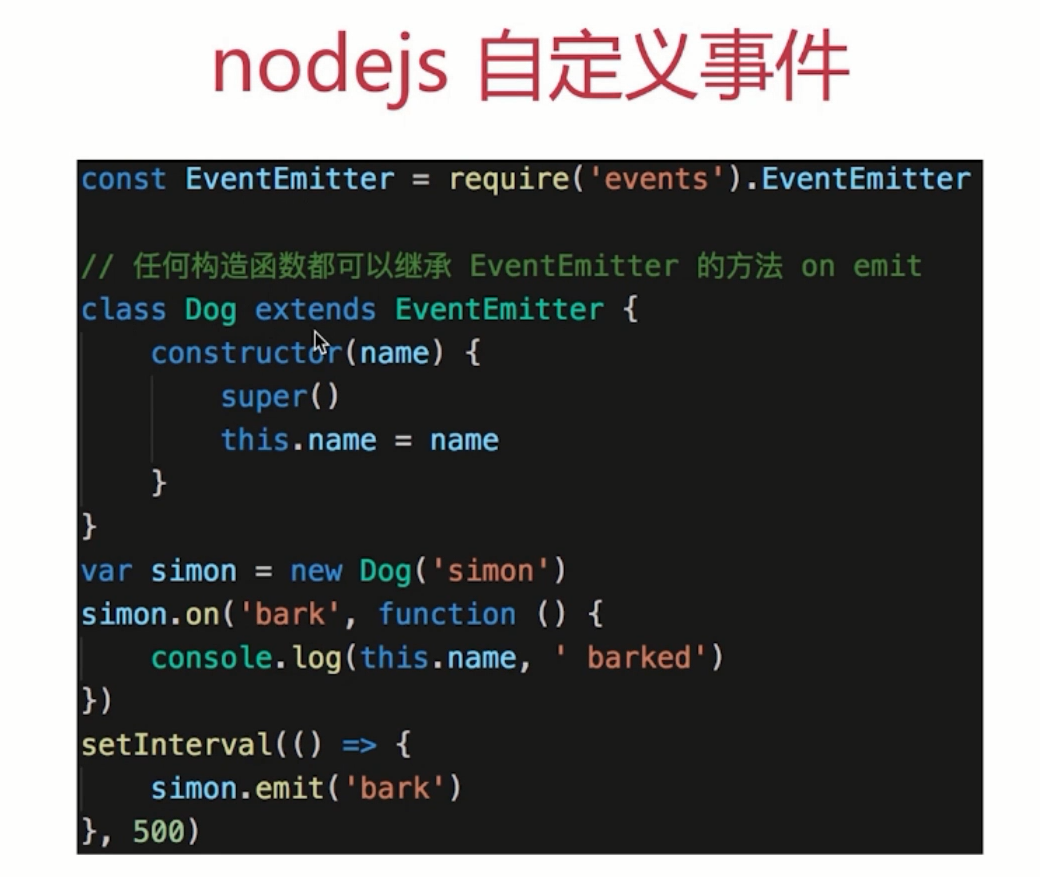 nodejs 自定义事件
const EventEmitter = require('events').EventEmitter
// 任何构造函数都可以继承 EventEmitter 的方法 on emit
class Dog extends EventEmitter {
    constructor(name) {
        super()
        this.name = name
    }
}
var simon = new Dog('simon')
simon.on('bark', function () {
    console.log(this.name, ' barked')
})
setInterval(() => {
    simon.emit('bark')
}, 500)